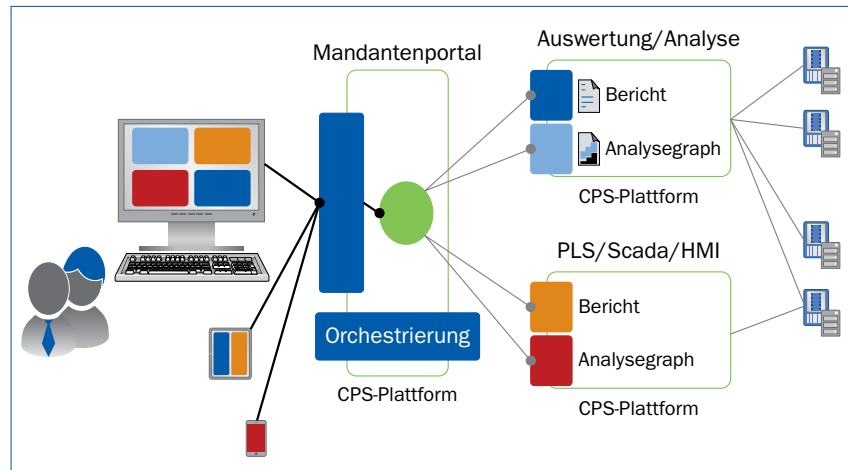 Mandantenportal
Orchestrierung
CPS-Plattform
Auswertung/Analyse
Bericht
Analysegraph
CPS-Plattform
PLS/Scada/HMI
Bericht
Analysegraph
CPS-Plattform